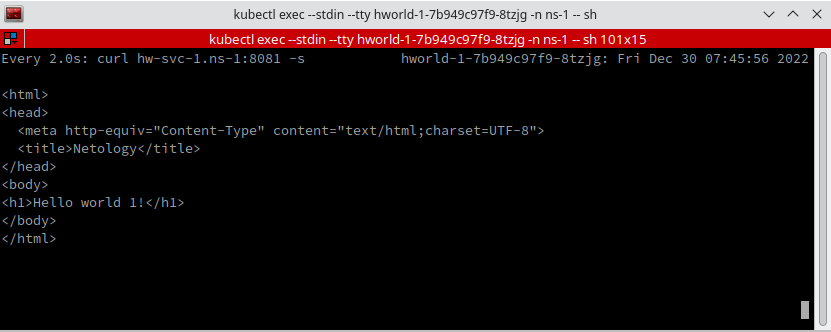 kubectl exec --stdin --tty hworld-1-7b949c97f9-8tzjg -n ns-1 -- sh
kubectl exec --stdin --tty hworld-1-7b949c97f9-8tzjg -n ns-1 -- sh 101x15
Every 2.0s: curl hw-svc-1.ns-1:8081 -s hworld-1-7b949c97f9-8tzjg: Fri Dec 30 07:45:56 2022
<html>
<head>
<meta http-equiv="Content-Type" content="text/html;charset=UTF-8">
<title>Netology</title>
</head>
<body>
<h1>Hello world 1!</h1>
</body>
</html>